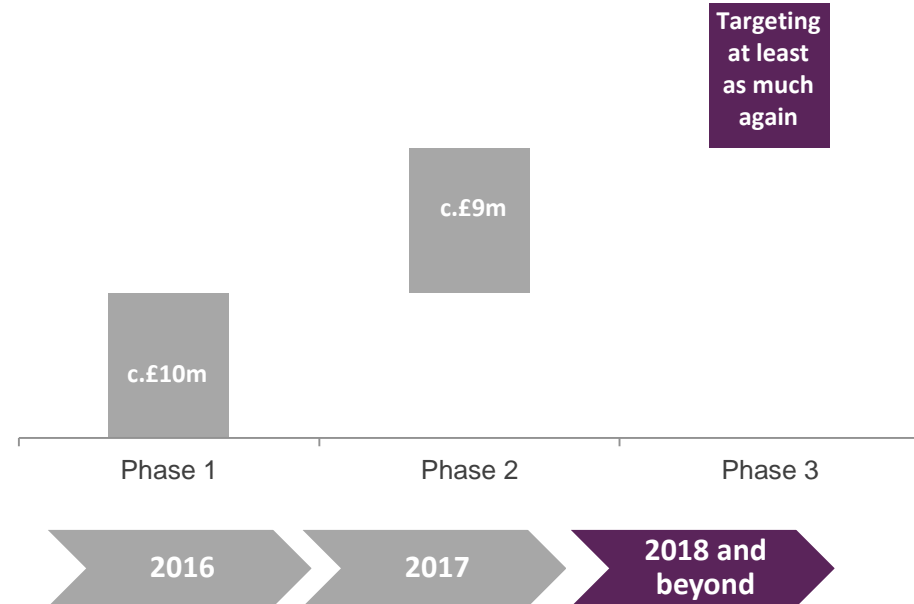 Targeting
at least
as much
again
c.£9m
c.£10m
Phase 1
Phase 2
Phase 3
2016
2017
2018 and
beyond